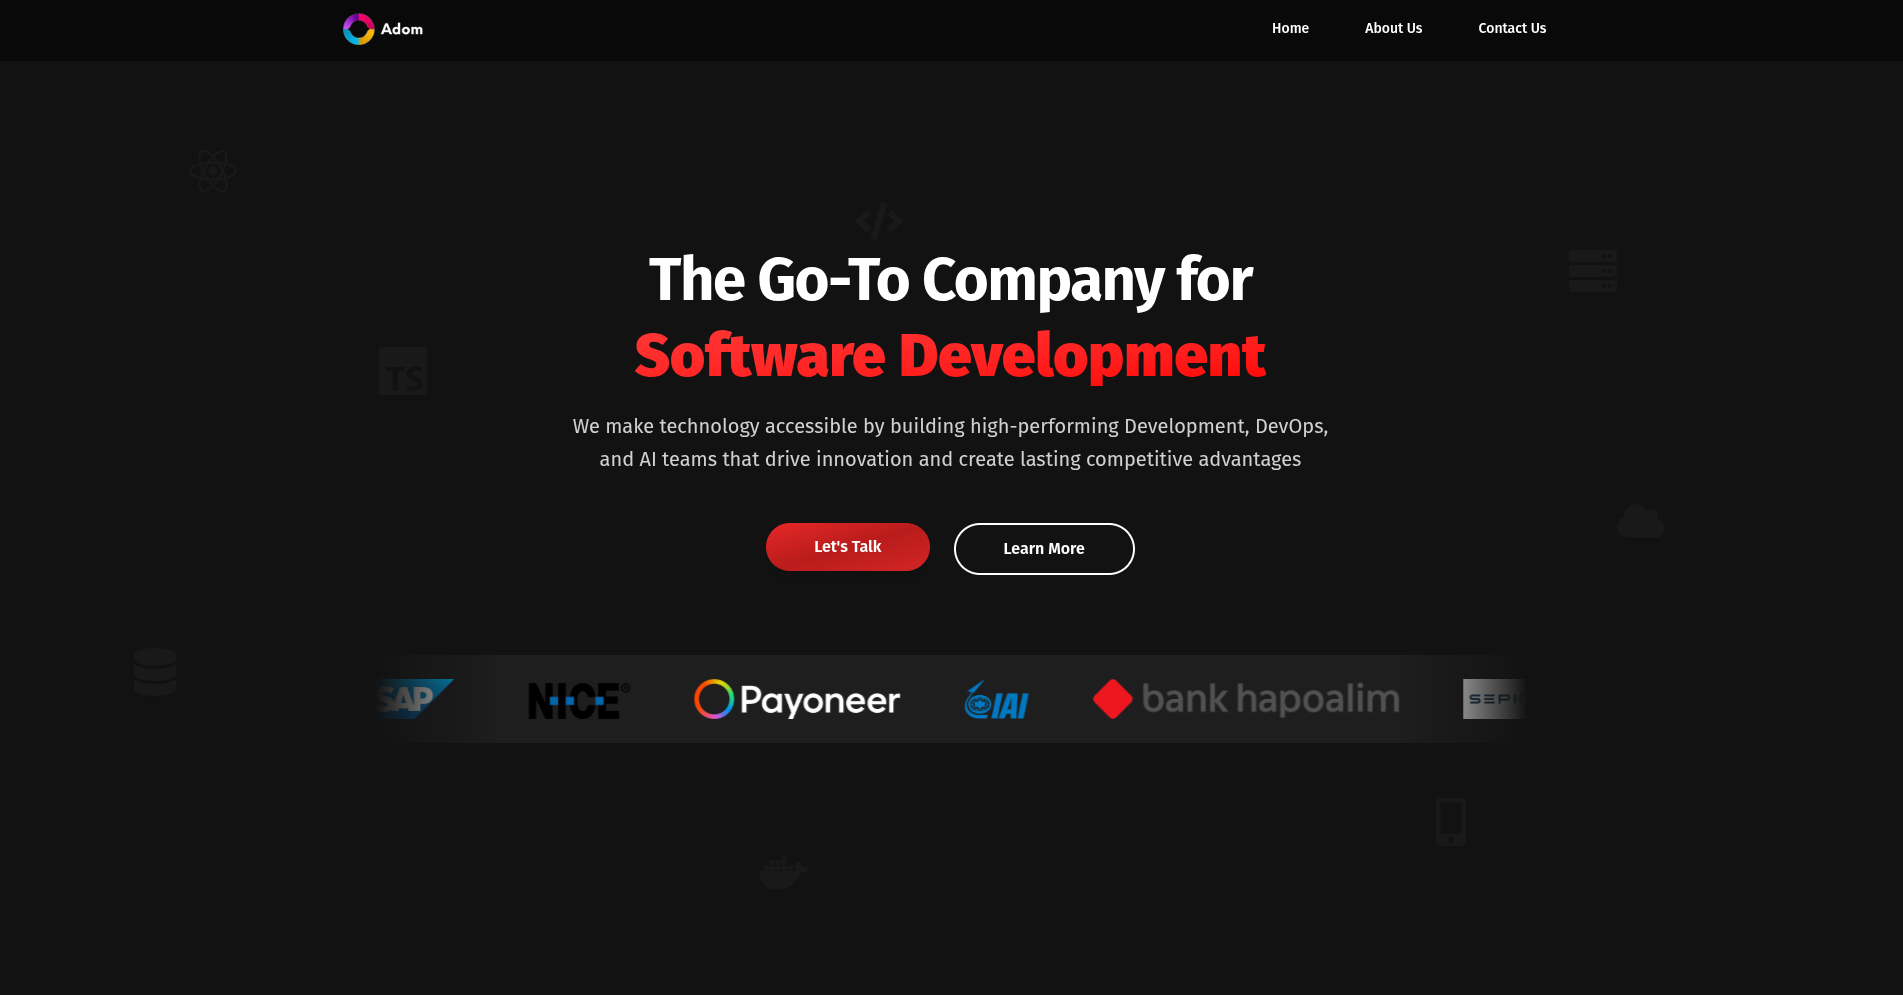 Adom
Home
About Us
Contact Us
The Go-To Company for
Software Development
We make technology accessible by building high-performing Development, DevOps,
and AI teams that drive innovation and create lasting competitive advantages
Let's Talk
Learn More
TS
SAP
NICE®
Payoneer
IAI
bank hapoalim